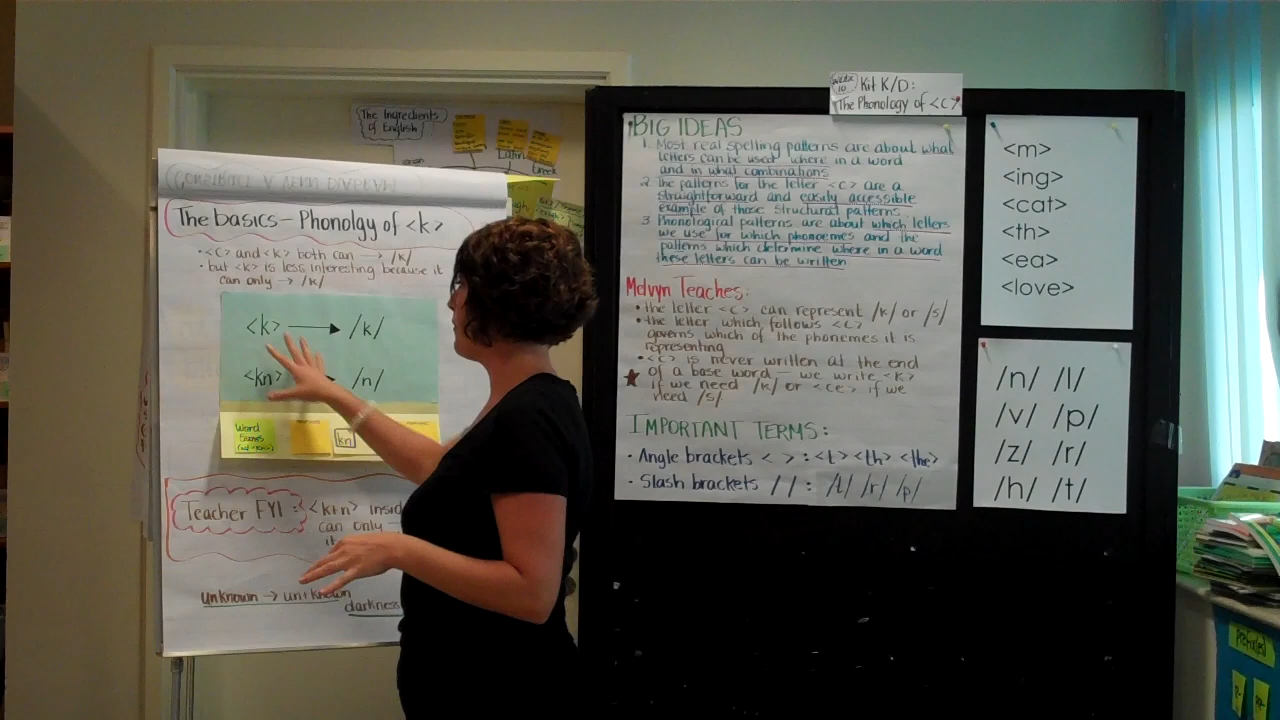 The Ingredients
of English
Latin
Greek
The basics - Phonolgy of <k>
• <c> and <k> both can → /k/
• but <k> is less interesting because it
can only → /k/
<k> → /k/
<kn> /n/
Word
kn
Teacher FYI: <k+n> insid
can only
it
unknown → un+known
darkness
Kit K/D:
The Phonology of <c>
BIG IDEAS
1. Most real spelling patterns are about what
letters can be used where in a word
and in what combinations
2. The patterns for the letter <c> are a
straightforward and easily accessible
example of those structural patterns
3. Phonological patterns are about which letters
we use for which phonormes and the
patterns which determine where in a word
these letters can be written
Melvyn Teaches:
• the letter <c> can represent /k/ or /s/
• the letter which follows <c>
governs which of the phonemes it is
representing
• <c> is never written at the end
of a base word - we write <k>
if we need /k/ or <ce> if we
need /s/
IMPORTANT TERMS:
• Angle brackets < > : <t> <th> <the>
• Slash brackets / / : /t/ /r/ /p/
<m>
<ing>
<cat>
<th>
<ea>
<love>
/n/ /l/
/v/ /p/
/z/ /r/
/h/ /t/
prefix(es)